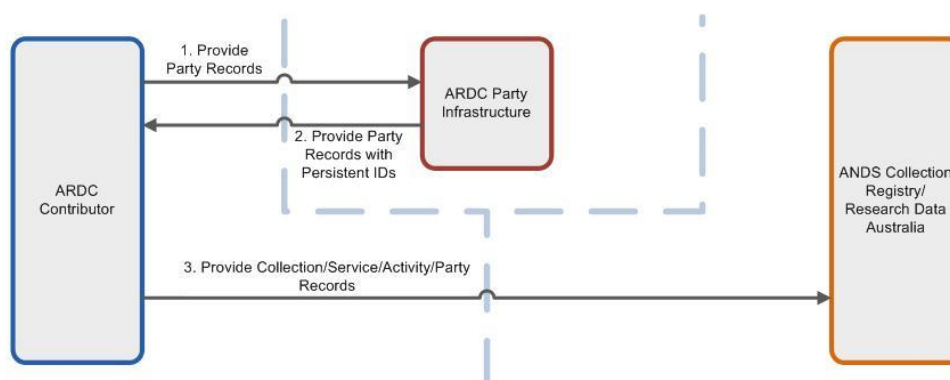 1. Provide
Party Records
ARDC Party
Infrastructure
2. Provide Party
Records with
Persistent IDs
ARDC
Contributor
ANDS Collection
Registry/
Research Data
Australia
3. Provide Collection/Service/Activity/Party
Records